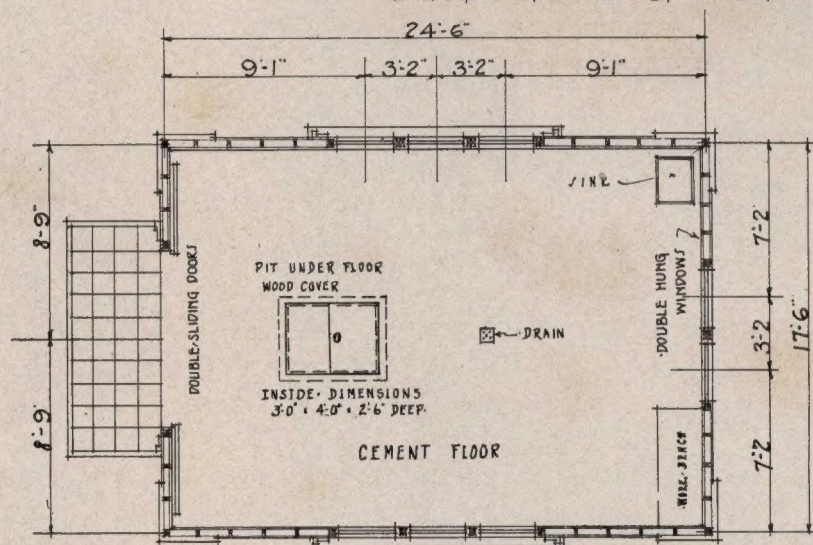 24'-6"
9'-1" 3'-2" 3'-2" 9'-1"
SINK
8'-9"
7'-2
DOUBLE-SLIDING DOORS
PIT UNDER FLOOR
WOOD COVER
DOUBLE HUNG
WINDOWS
3'-2
17'-6"
DRAIN
INSIDE · DIMENSIONS
3'-0" × 4'-0" × 2'-6" DEEP.
8'-9"
CEMENT FLOOR
WORK-BENCH
7'-2